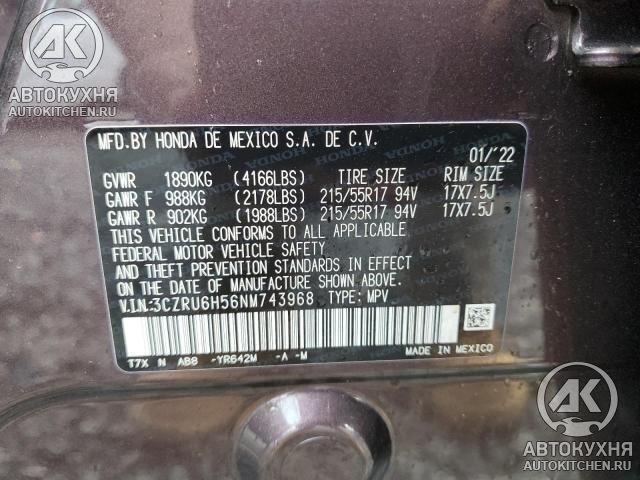 АК
АВТОКУХНЯ
AUTOKITCHEN.RU
MFD.BY HONDA DE MEXICO S.A. DE C.V.
01/'22
GVWR 1890KG (4166LBS) TIRE SIZE RIM SIZE
GAWR F 988KG (2178LBS) 215/55R17 94V 17X7.5J
GAWR R 902KG (1988LBS) 215/55R17 94V 17X7.5J
THIS VEHICLE CONFORMS TO ALL APPLICABLE
FEDERAL MOTOR VEHICLE SAFETY
AND THEFT PREVENTION STANDARDS IN EFFECT
ON THE DATE OF MANUFACTURE SHOWN ABOVE.
V.I.N:3CZRU6H56NM743968 TYPE: MPV
T7X N AB8 -YR642M -A -M MADE IN MEXICO
АК
АВТОКУХНЯ
AUTOKITCHEN.RU